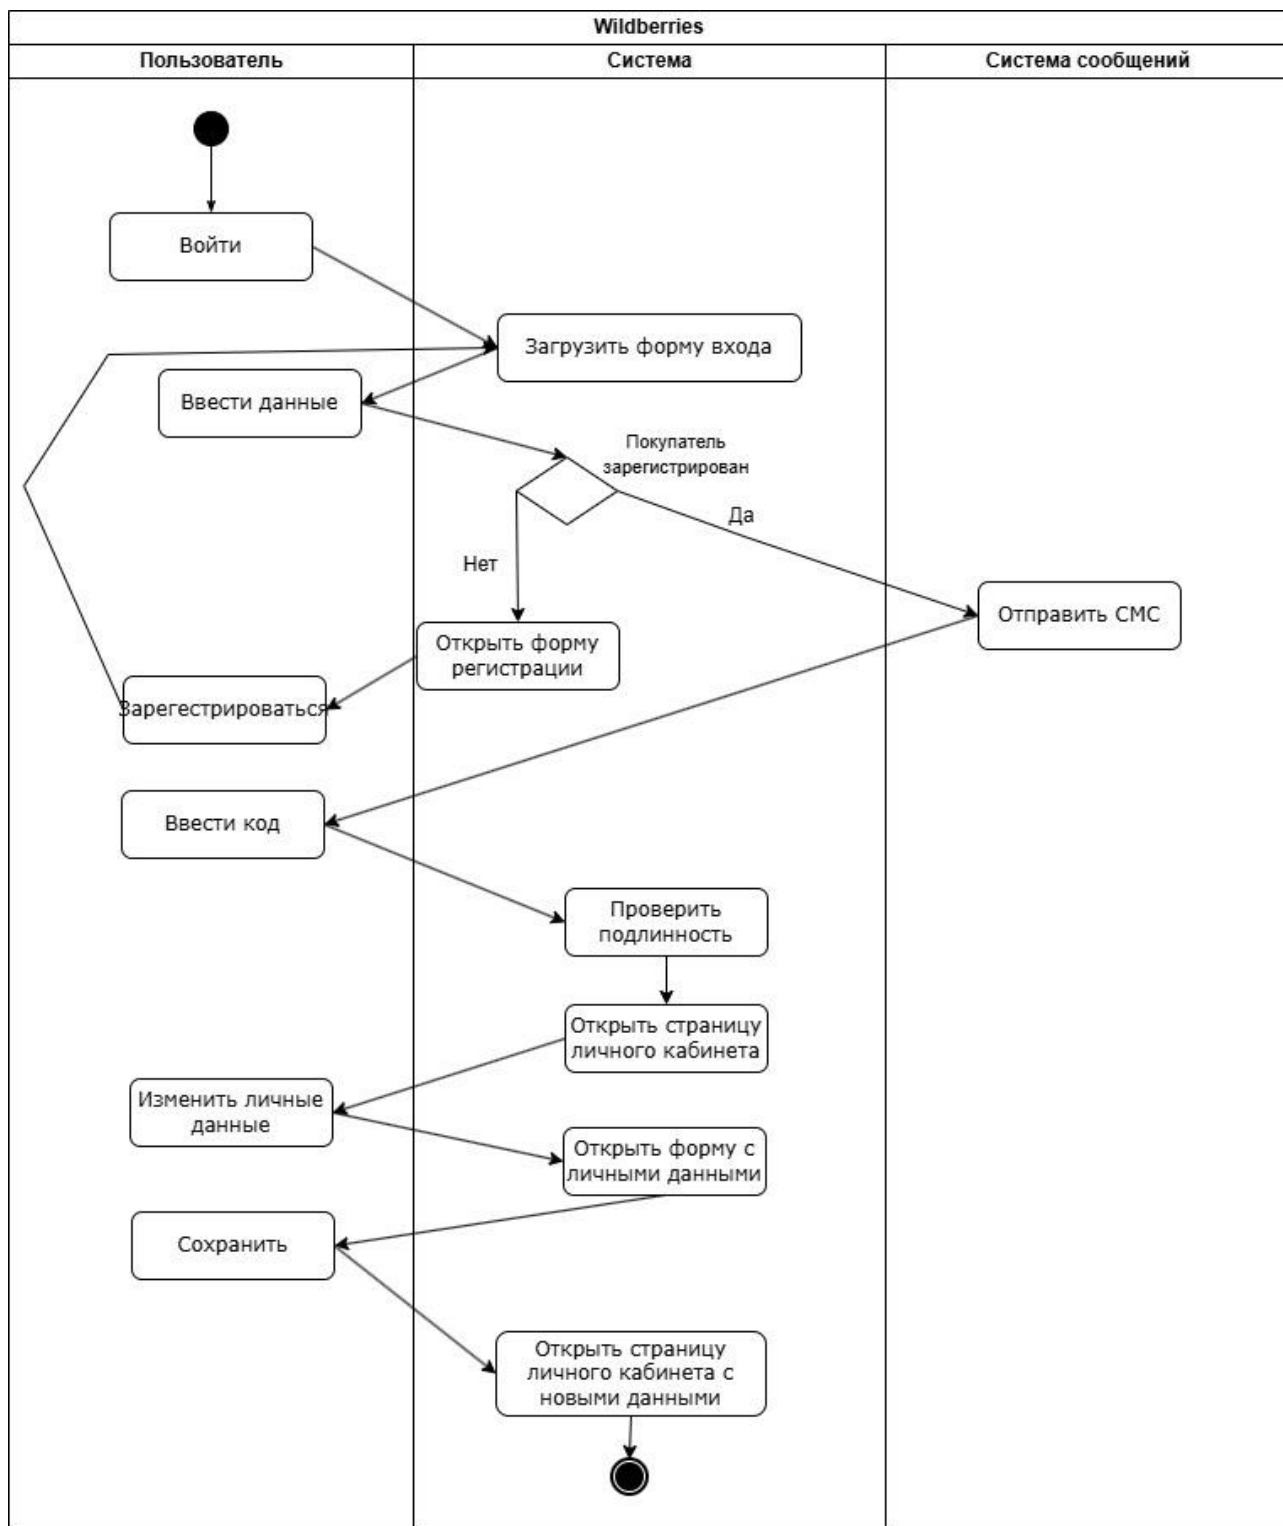 Wildberries
Пользователь
Система
Система сообщений
Войти
Загрузить форму входа
Ввести данные
Покупатель
зарегистрирован
Да
Нет
Отправить СМС
Открыть форму
регистрации
Зарегестрироваться
Ввести код
Проверить
подлинность
Открыть страницу
личного кабинета
Изменить личные
данные
Открыть форму с
личными данными
Сохранить
Открыть страницу
личного кабинета с
новыми данными